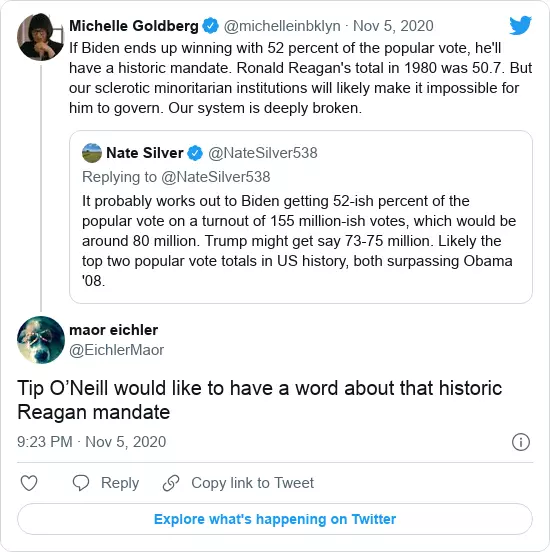 Michelle Goldberg @michelleinbklyn · Nov 5, 2020
If Biden ends up winning with 52 percent of the popular vote, he'll
have a historic mandate. Ronald Reagan's total in 1980 was 50.7. But
our sclerotic minoritarian institutions will likely make it impossible for
him to govern. Our system is deeply broken.
Nate Silver @NateSilver538
Replying to @NateSilver538
It probably works out to Biden getting 52-ish percent of the
popular vote on a turnout of 155 million-ish votes, which would be
around 80 million. Trump might get say 73-75 million. Likely the
top two popular vote totals in US history, both surpassing Obama
'08.
maor eichler
@EichlerMaor
Tip O’Neill would like to have a word about that historic
Reagan mandate
9:23 PM · Nov 5, 2020
Reply Copy link to Tweet
Explore what's happening on Twitter